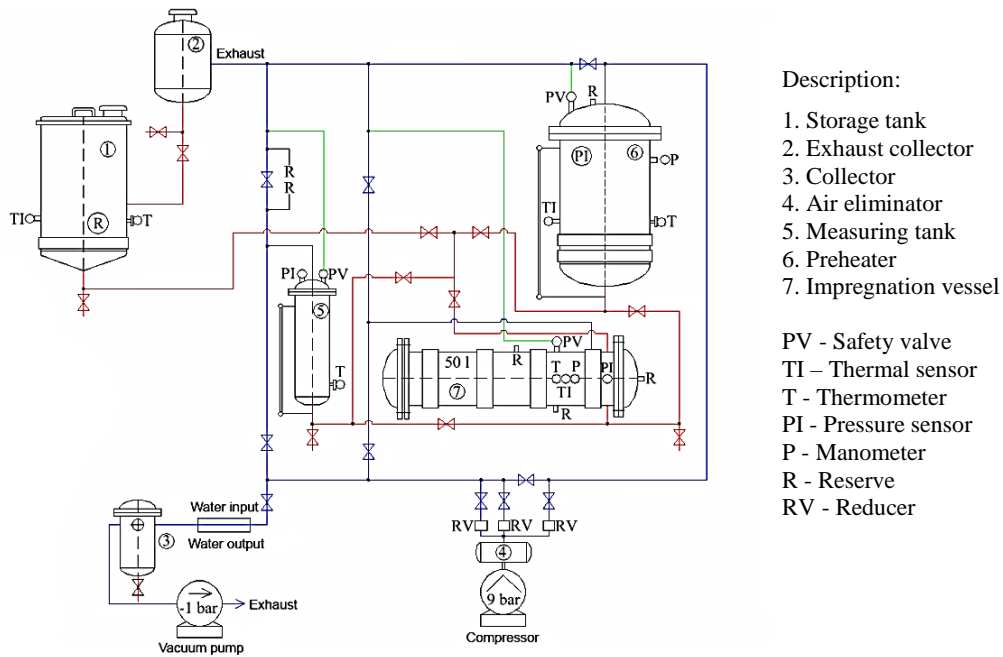 2
Exhaust
1
R
TI
T
R
R
PV
R
PI
6
P
TI
T
PI
PV
5
T
50 l
7
R
PV
T
P
TI
PI
R
R
Water input
Water output
3
RV
RV
RV
4
-1 bar
Exhaust
Vacuum pump
9 bar
Compressor
Description:
1. Storage tank
2. Exhaust collector
3. Collector
4. Air eliminator
5. Measuring tank
6. Preheater
7. Impregnation vessel
PV - Safety valve
TI – Thermal sensor
T - Thermometer
PI - Pressure sensor
P - Manometer
R - Reserve
RV - Reducer